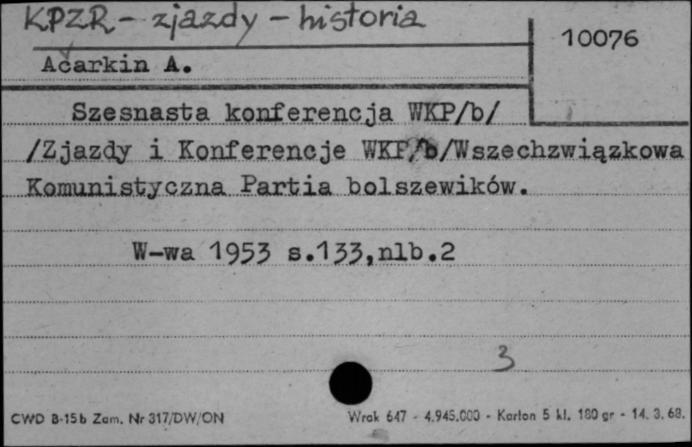 KPZR - zjazdy - historia
10076
Ačarkin A.
Szesnasta konferencja WKP/b/
/Zjazdy i Konferencje WKP/b/Wszechzwiązkowa
Komunistyczna Partia bolszewików.
W-wa 1953 s.133,nlb.2
3
CWD B-15b Zam. Nr 317/DW/ON Wrak 647 - 4.945.000 - Karton 5 kl. 180 gr - 14. 3. 68.